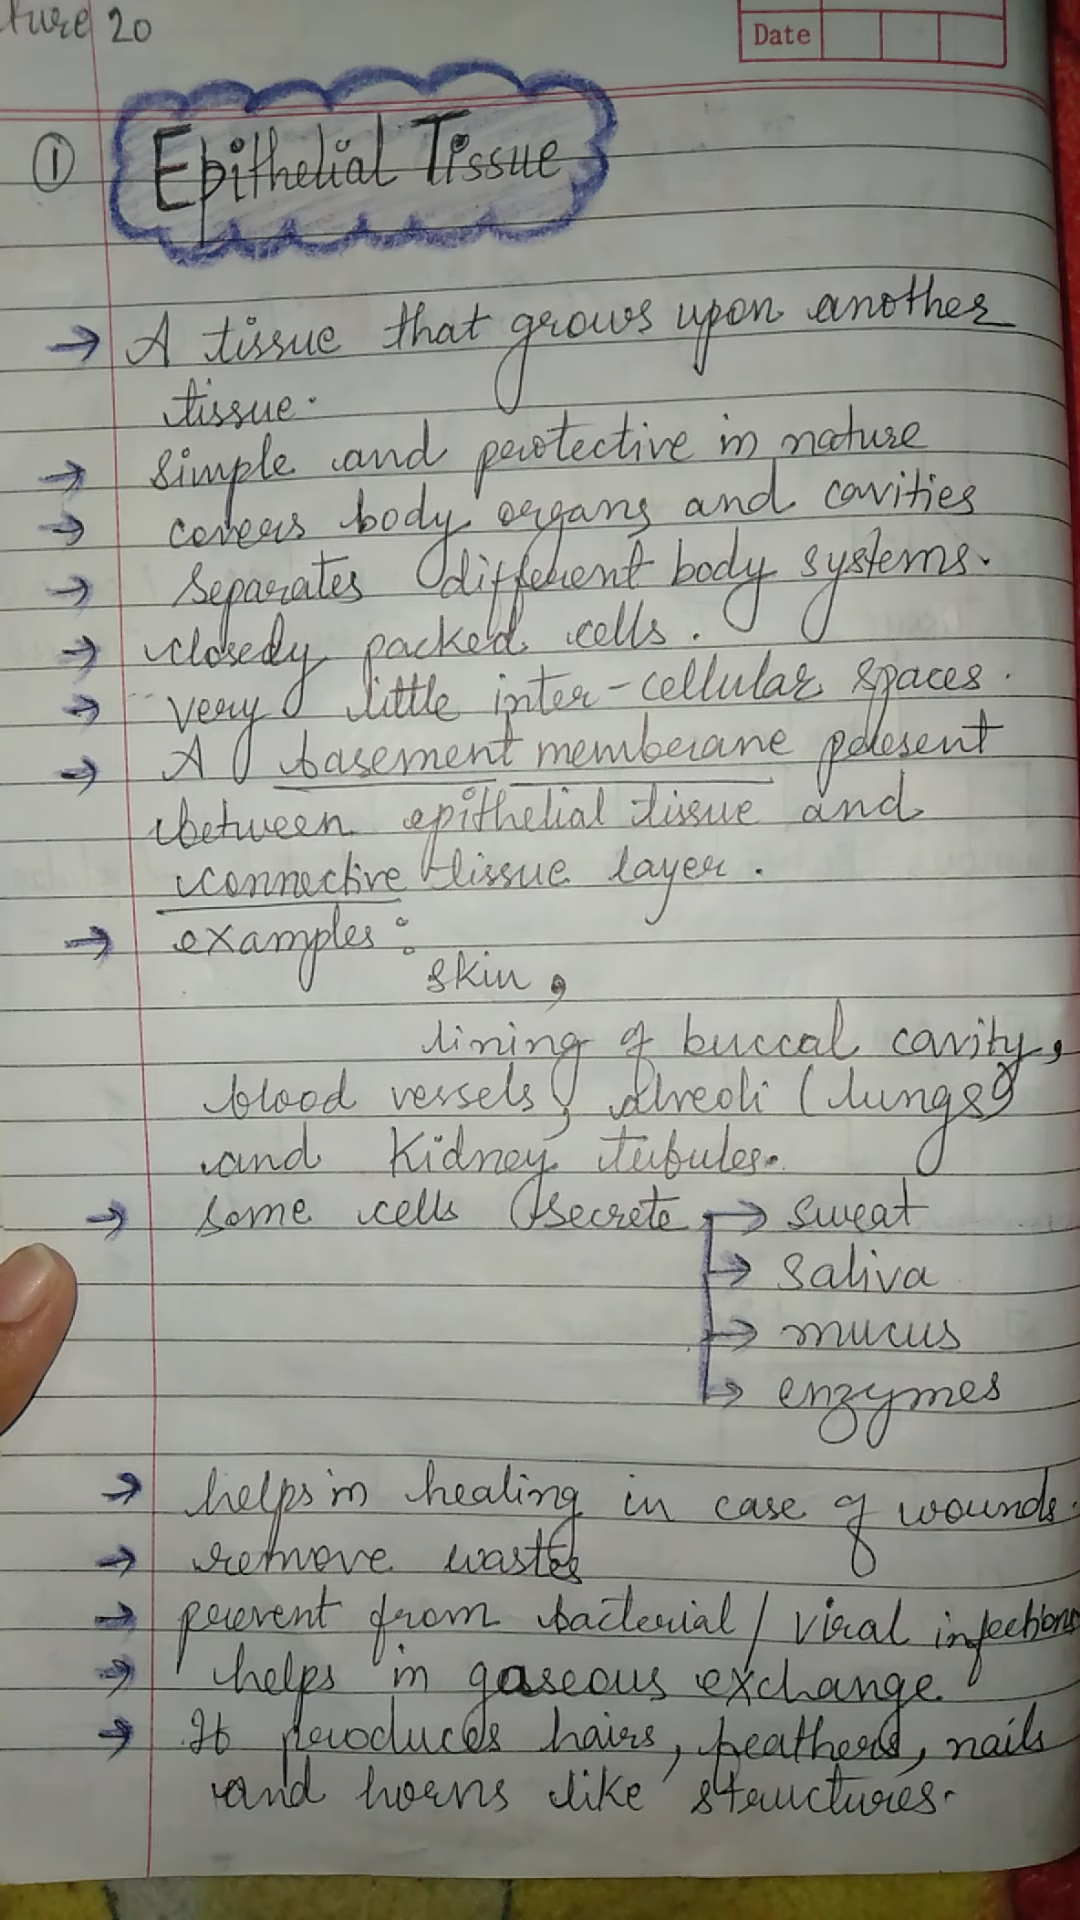 ture 20
Date
① Epithelial Tissue
→ A tissue that grows upon another
tissue.
→ simple and protective in nature
→ covers body organs and cavities
→ separates different body systems.
→ closely packed cells.
→ very little inter-cellular spaces.
→ A basement membrane present
between epithelial tissue and
connective tissue layer.
→ examples:
skin,
lining of buccal cavity,
blood vessels, alveoli (lungs)
and Kidney tubules.
→ some cells secrete → sweat
→ saliva
→ mucus
→ enzymes
→ helps in healing in case of wounds.
→ remove wastes
→ prevent from bacterial/viral infections
→ helps in gaseous exchange.
→ It produces hairs, feathers, nails
and horns like structures.